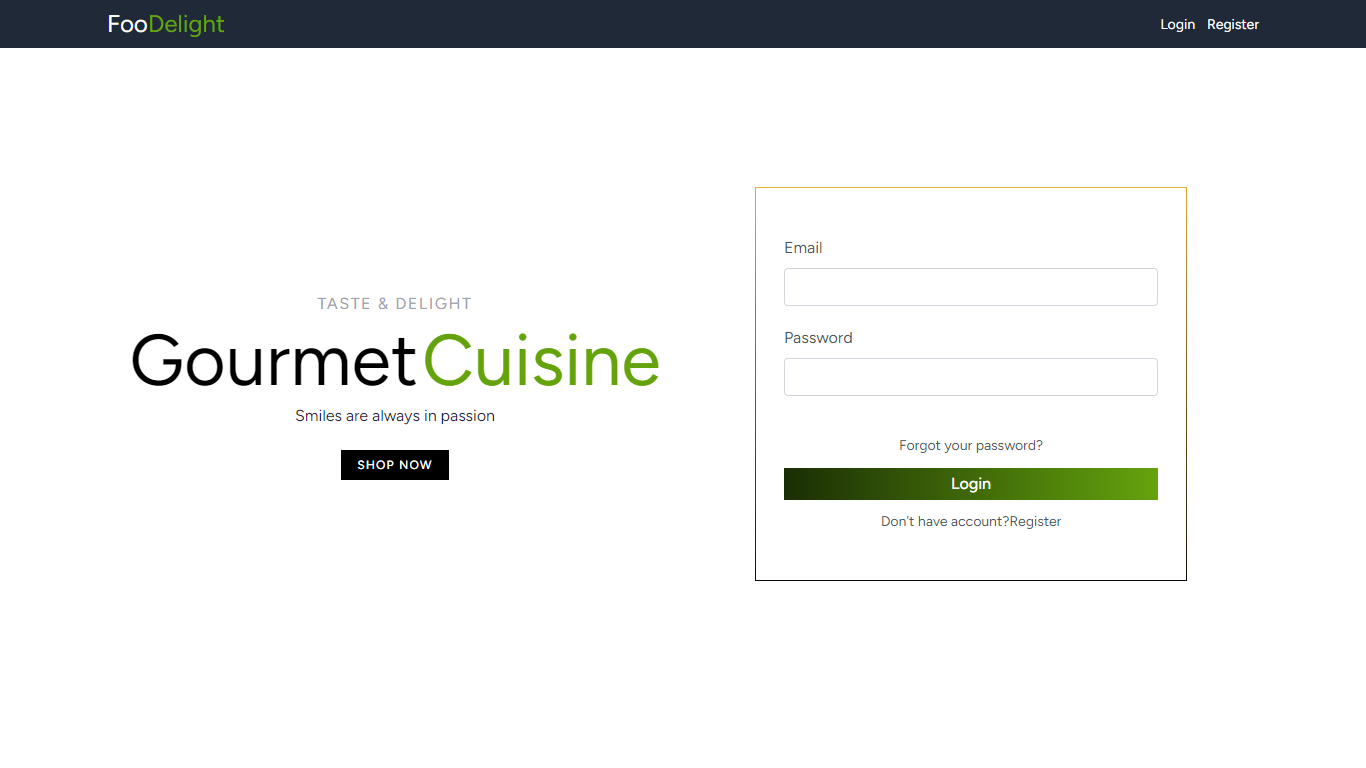 FooDelight
Login Register
TASTE & DELIGHT
Gourmet Cuisine
Smiles are always in passion
SHOP NOW
Email
Password
Forgot your password?
Login
Don't have account?Register